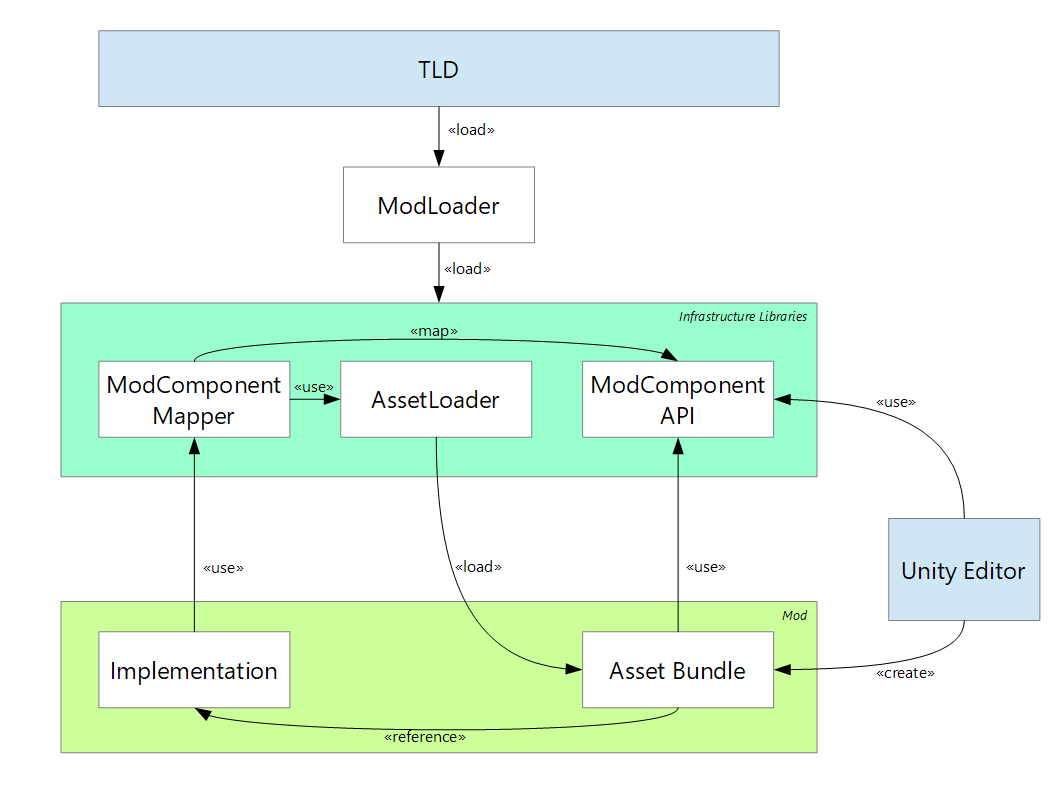 TLD
«load»
ModLoader
«load»
Infrastructure Libraries
«map»
ModComponent
Mapper
«use»
AssetLoader
ModComponent
API
«use»
«use»
«load»
«use»
Unity Editor
Mod
Implementation
Asset Bundle
«create»
«reference»